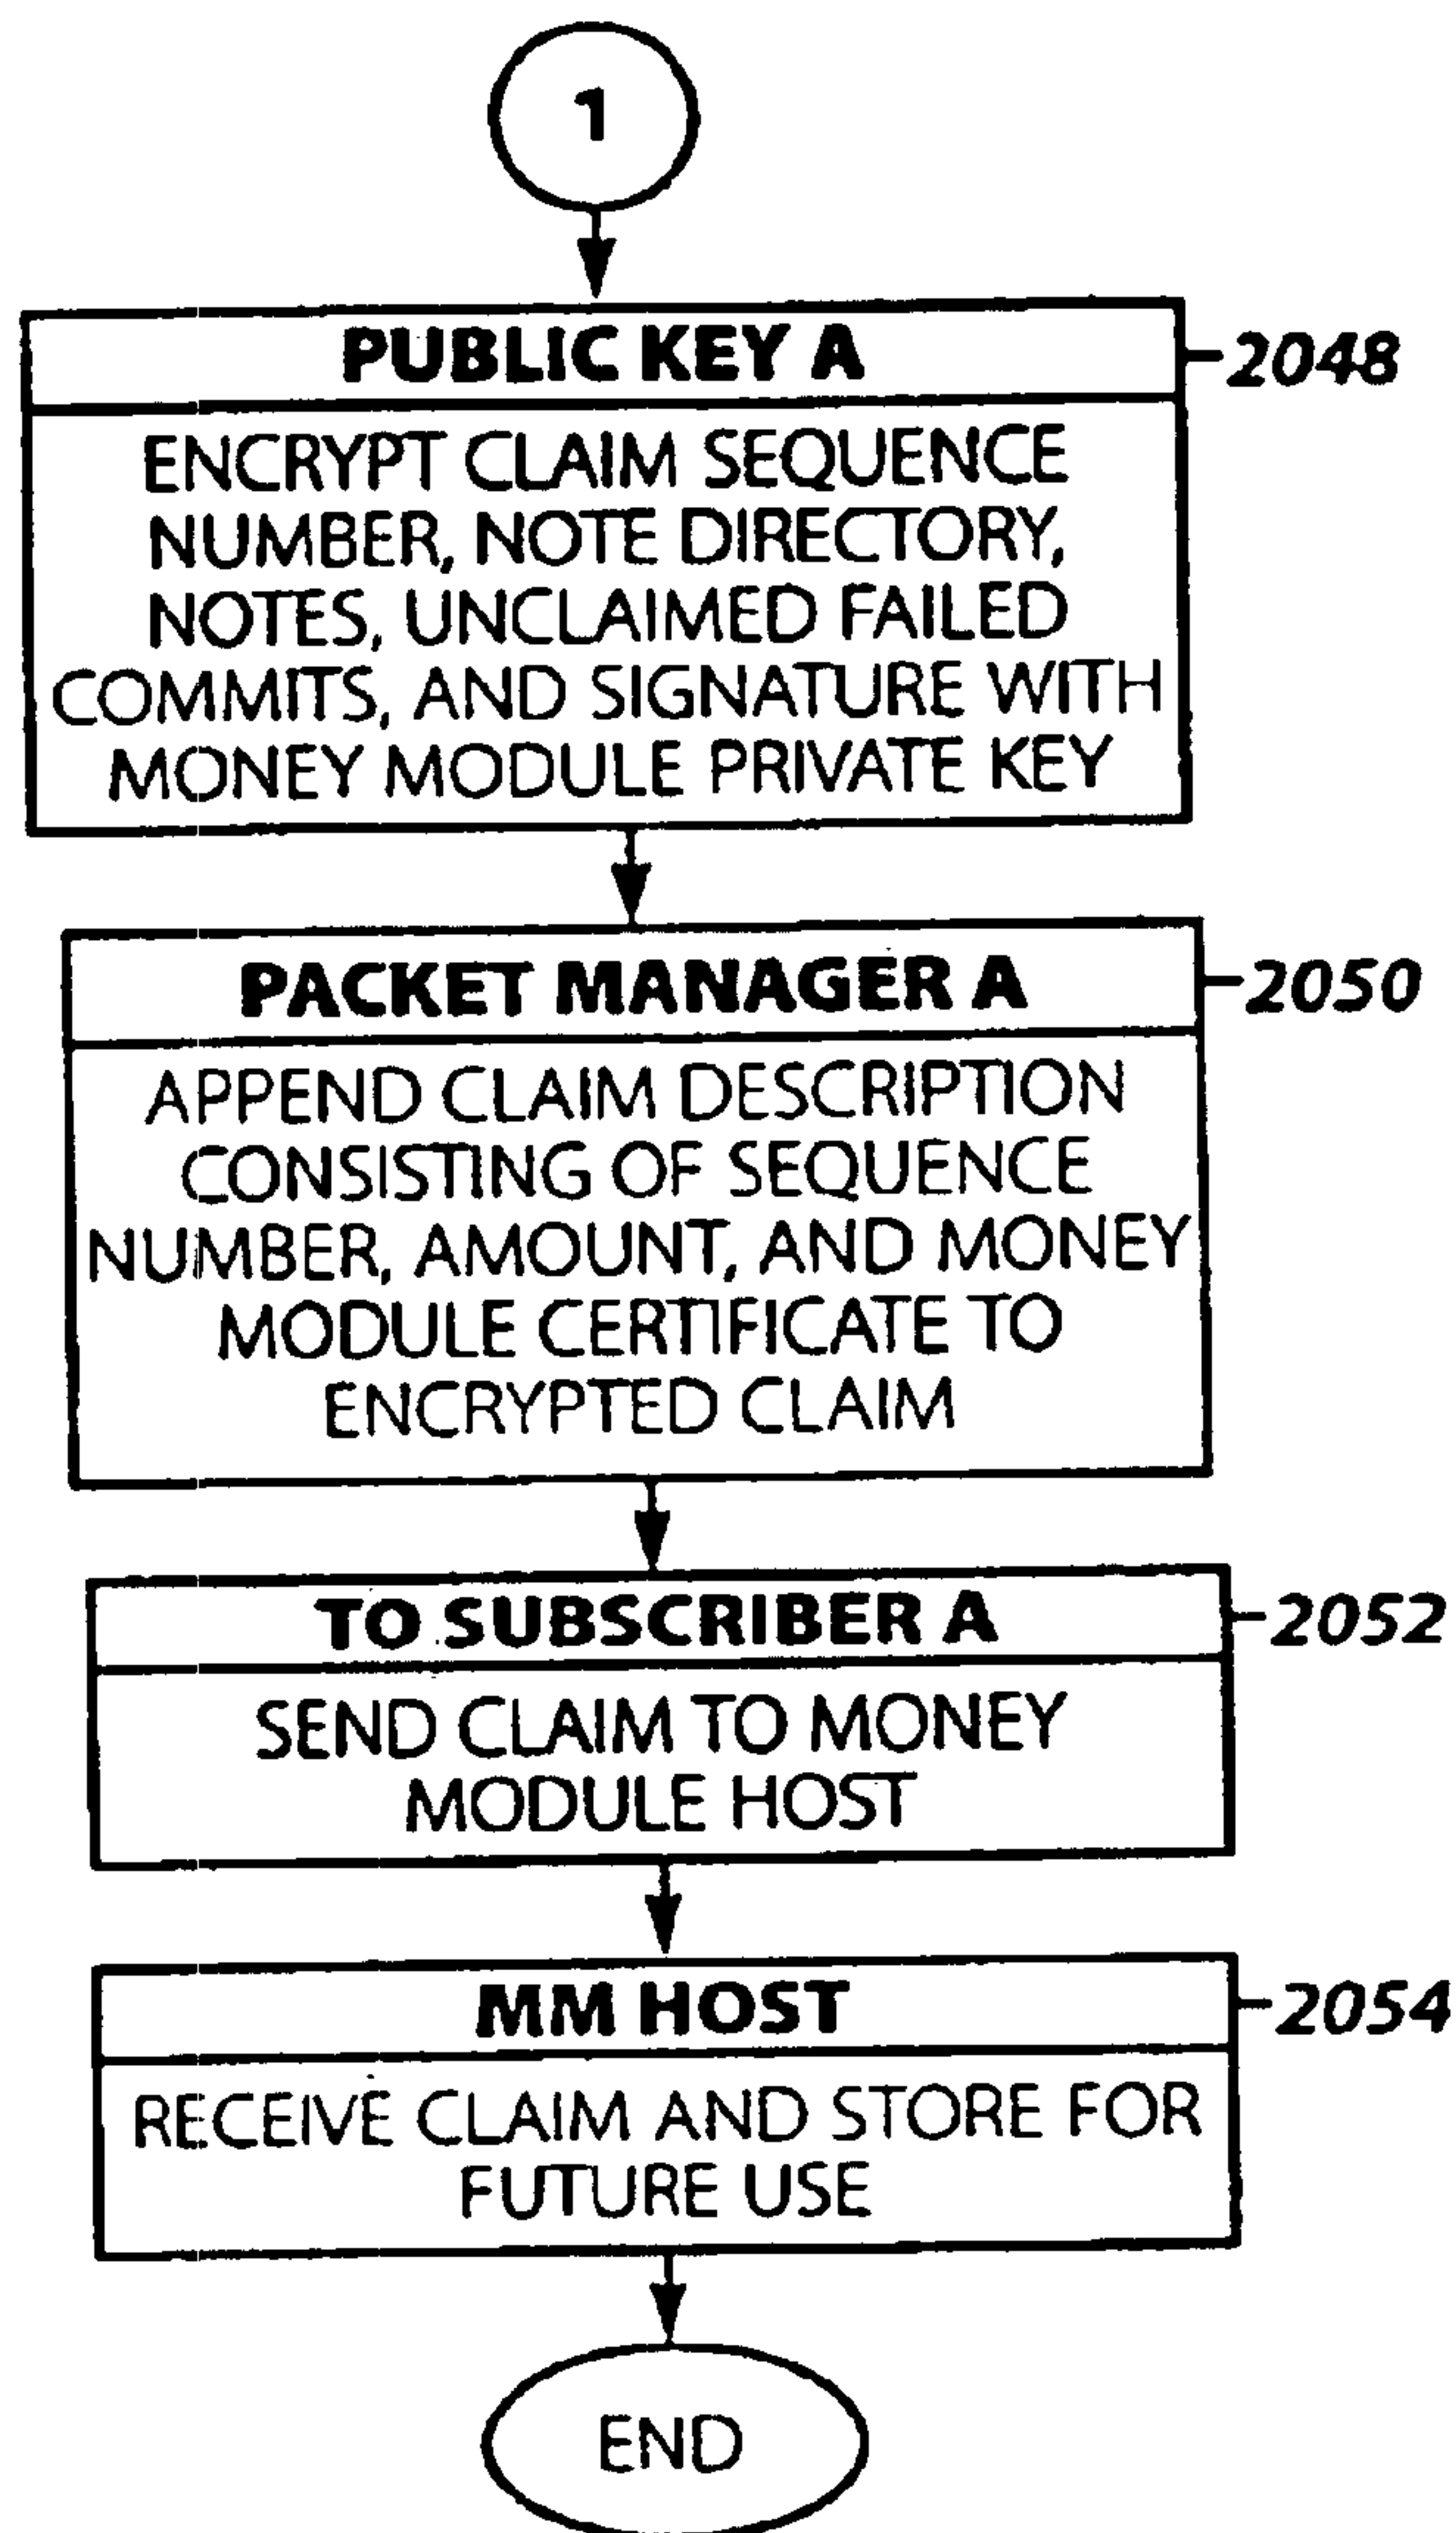 1
PUBLIC KEY A
2048
ENCRYPT CLAIM SEQUENCE
NUMBER, NOTE DIRECTORY,
NOTES, UNCLAIMED FAILED
COMMITS, AND SIGNATURE WITH
MONEY MODULE PRIVATE KEY
PACKET MANAGER A
2050
APPEND CLAIM DESCRIPTION
CONSISTING OF SEQUENCE
NUMBER, AMOUNT, AND MONEY
MODULE CERTIFICATE TO
ENCRYPTED CLAIM
TO SUBSCRIBER A
2052
SEND CLAIM TO MONEY
MODULE HOST
MM HOST
2054
RECEIVE CLAIM AND STORE FOR
FUTURE USE
END